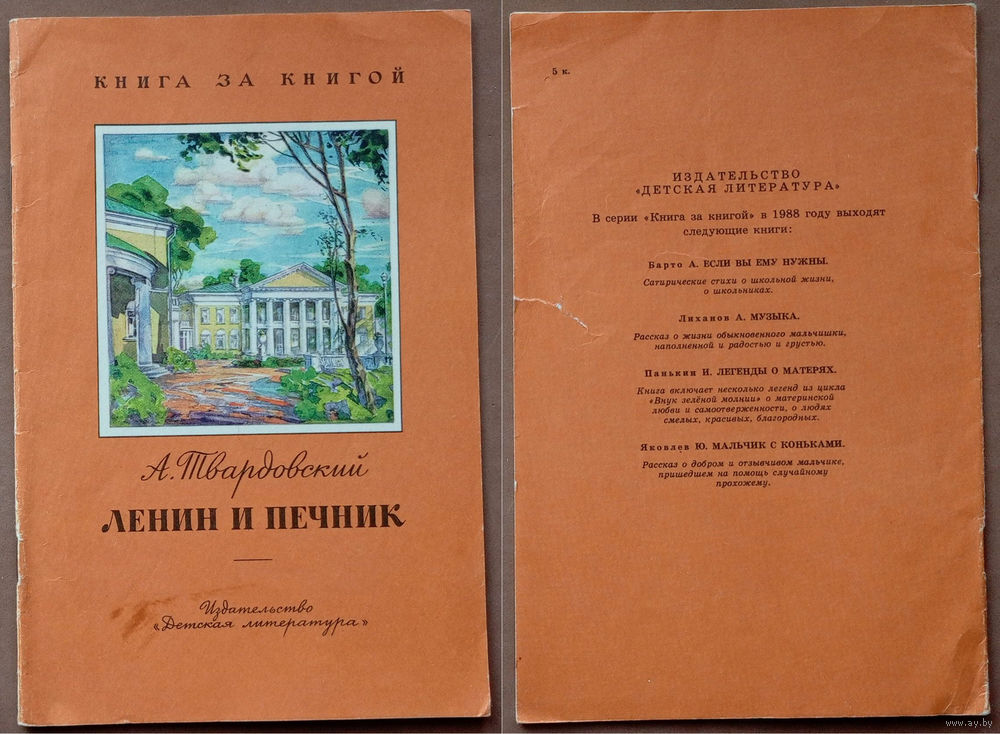 КНИГА ЗА КНИГОЙ
А. Твардовский
ЛЕНИН И ПЕЧНИК
Издательство
«Детская литература»
5 к.
ИЗДАТЕЛЬСТВО
«ДЕТСКАЯ ЛИТЕРАТУРА»
В серии «Книга за книгой» в 1988 году выходят
следующие книги:
Барто А. ЕСЛИ ВЫ ЕМУ НУЖНЫ.
Сатирические стихи о школьной жизни,
о школьниках.
Лиханов А. МУЗЫКА.
Рассказ о жизни обыкновенного мальчишки,
наполненной и радостью и грустью.
Панькин И. ЛЕГЕНДЫ О МАТЕРЯХ.
Книга включает несколько легенд из цикла
«Внук зелёной молнии» о материнской
любви и самоотверженности, о людях
смелых, красивых, благородных.
Яковлев Ю. МАЛЬЧИК С КОНЬКАМИ.
Рассказ о добром и отзывчивом мальчике,
пришедшем на помощь случайному
прохожему.
www.ay.by